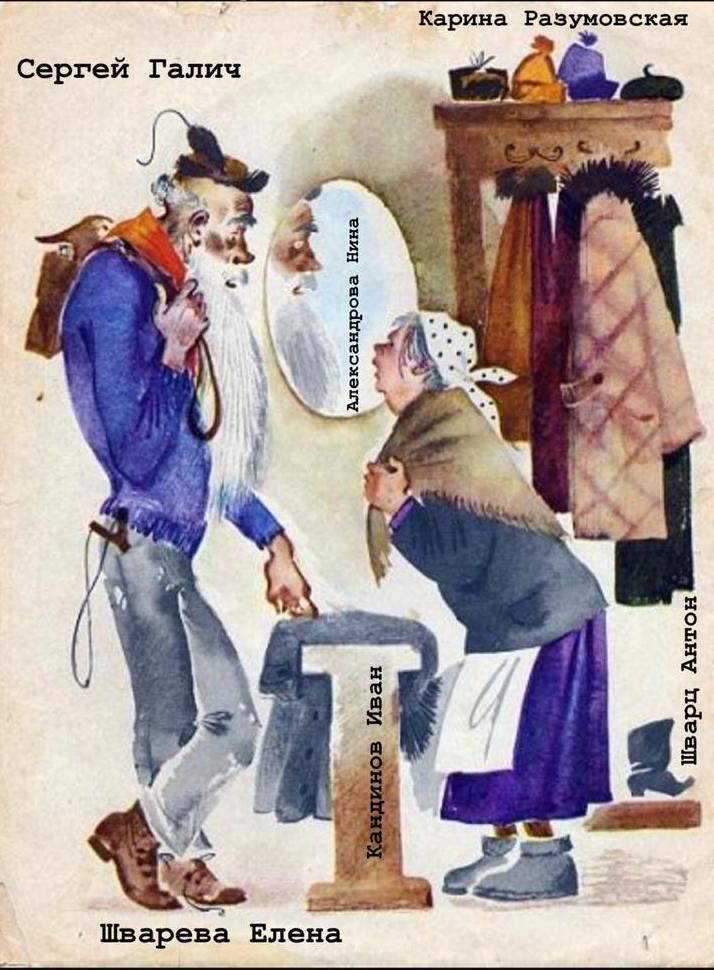 Карина Разумовская
Сергей Галич
Александрова Нина
Кандинов Иван
Шварц Антон
Шварева Елена